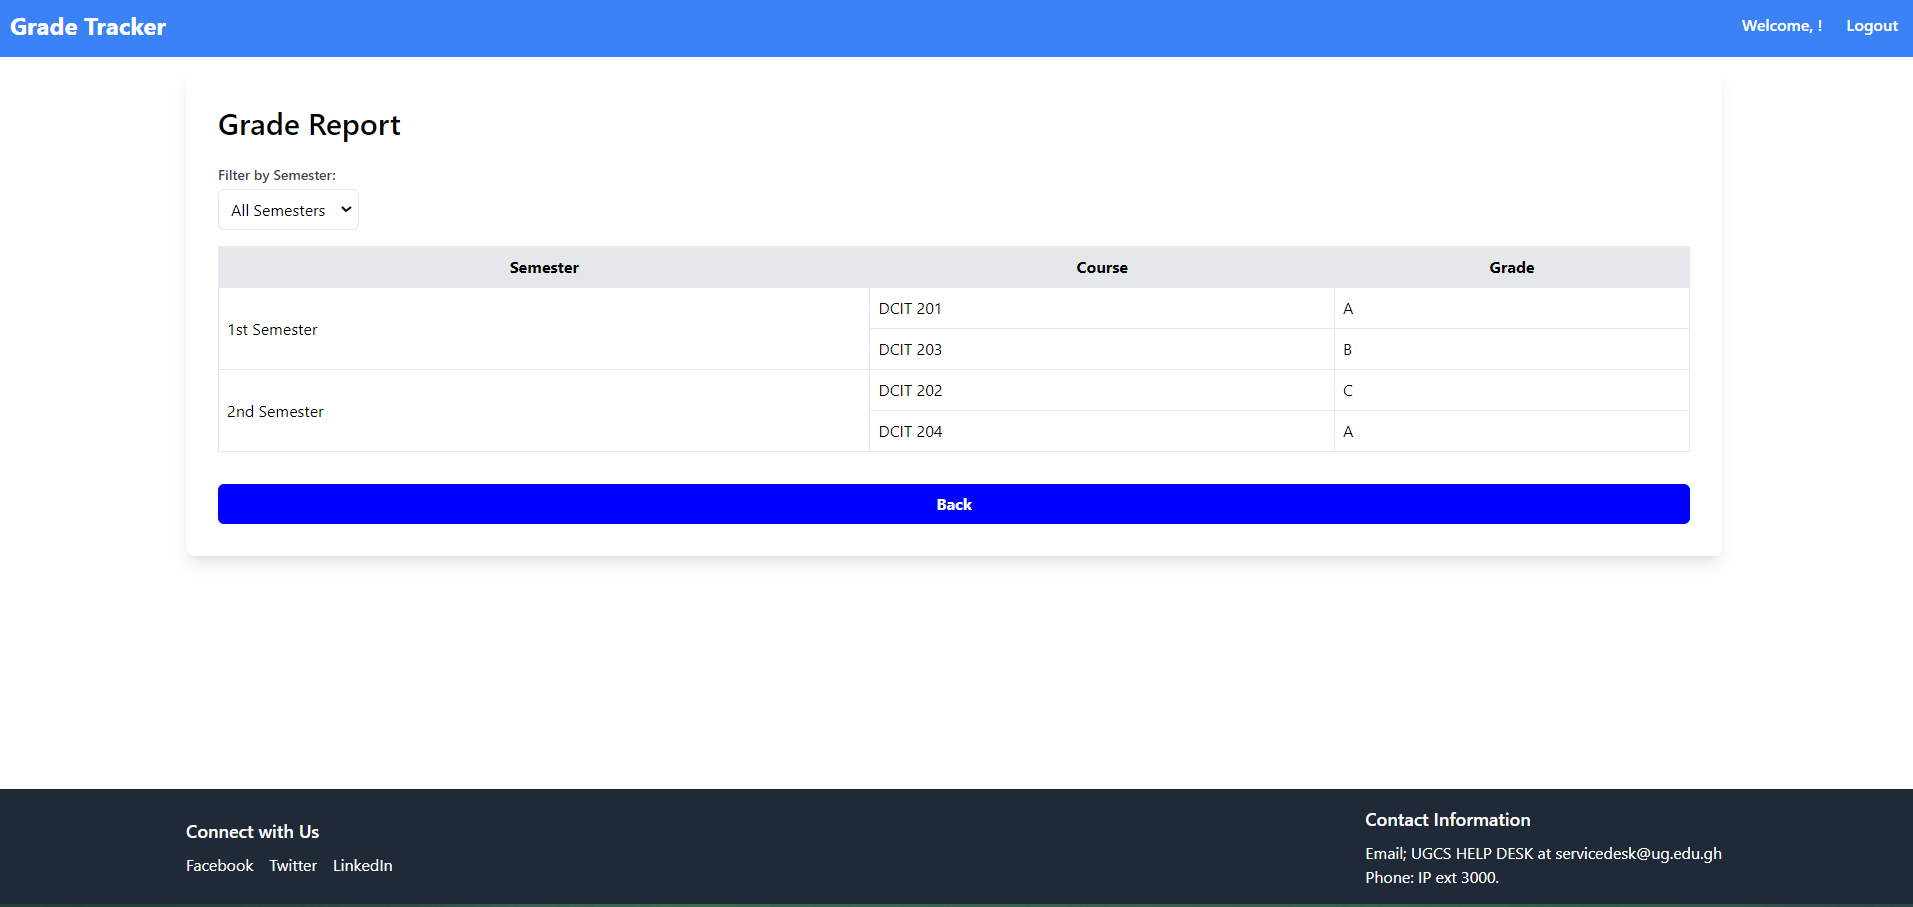 Grade Tracker
Welcome, !
Logout
Grade Report
Filter by Semester:
All Semesters
Semester Course Grade
1st Semester
DCIT 201 A
DCIT 203 B
2nd Semester
DCIT 202 C
DCIT 204 A
Back
Connect with Us
Facebook Twitter LinkedIn
Contact Information
Email; UGCS HELP DESK at servicedesk@ug.edu.gh
Phone: IP ext 3000.